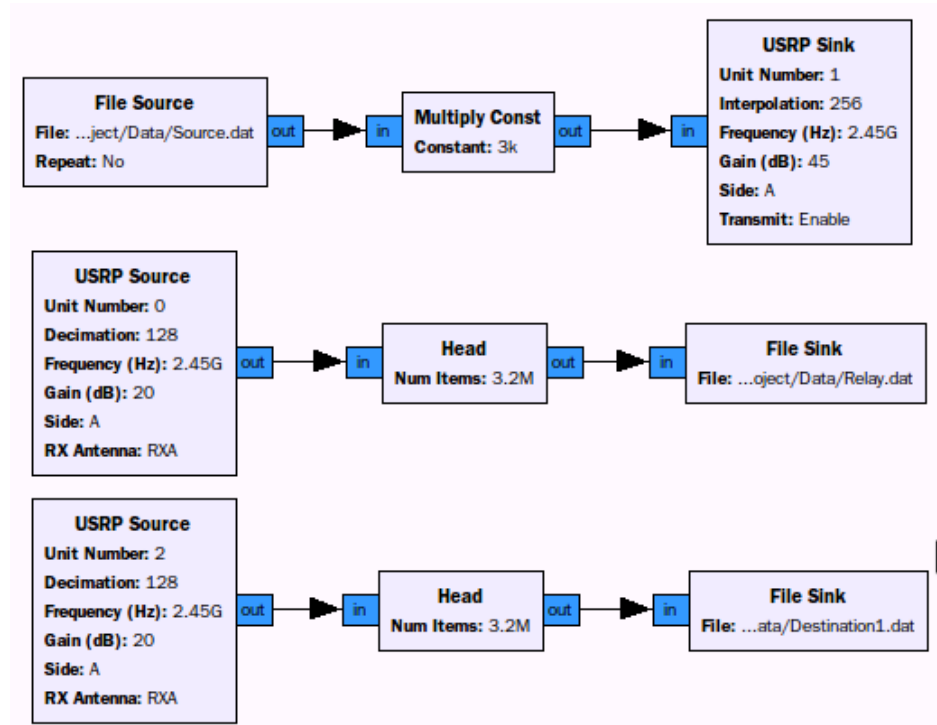 File Source
File: ...ject/Data/Source.dat
Repeat: No
out
in
Multiply Const
Constant: 3k
out
in
USRP Sink
Unit Number: 1
Interpolation: 256
Frequency (Hz): 2.45G
Gain (dB): 45
Side: A
Transmit: Enable
USRP Source
Unit Number: 0
Decimation: 128
Frequency (Hz): 2.45G
Gain (dB): 20
Side: A
RX Antenna: RXA
out
in
Head
Num Items: 3.2M
out
in
File Sink
File: ...oject/Data/Relay.dat
USRP Source
Unit Number: 2
Decimation: 128
Frequency (Hz): 2.45G
Gain (dB): 20
Side: A
RX Antenna: RXA
out
in
Head
Num Items: 3.2M
out
in
File Sink
File: ...ata/Destination1.dat